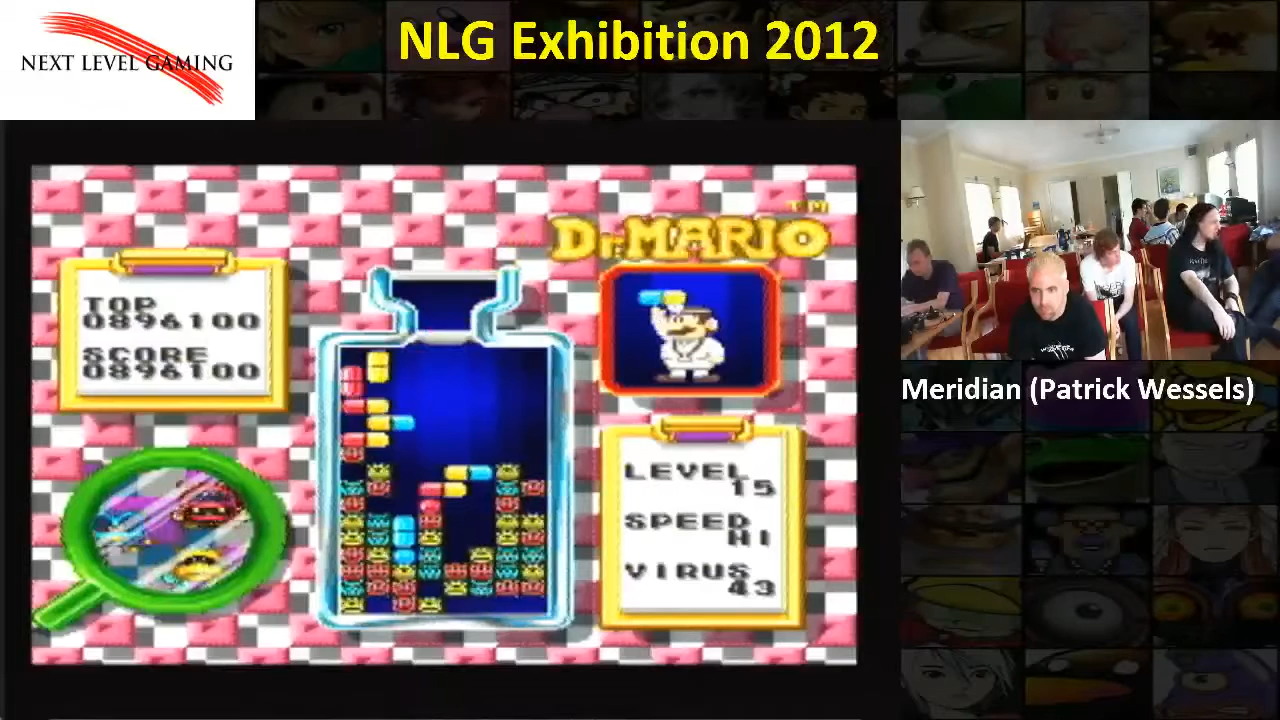 NEXT LEVEL GAMING
NLG Exhibition 2012
TM
Dr. MARIO
TOP
0896100
SCORE
0896100
Meridian (Patrick Wessels)
LEVEL
15
SPEED
HI
VIRUS
43